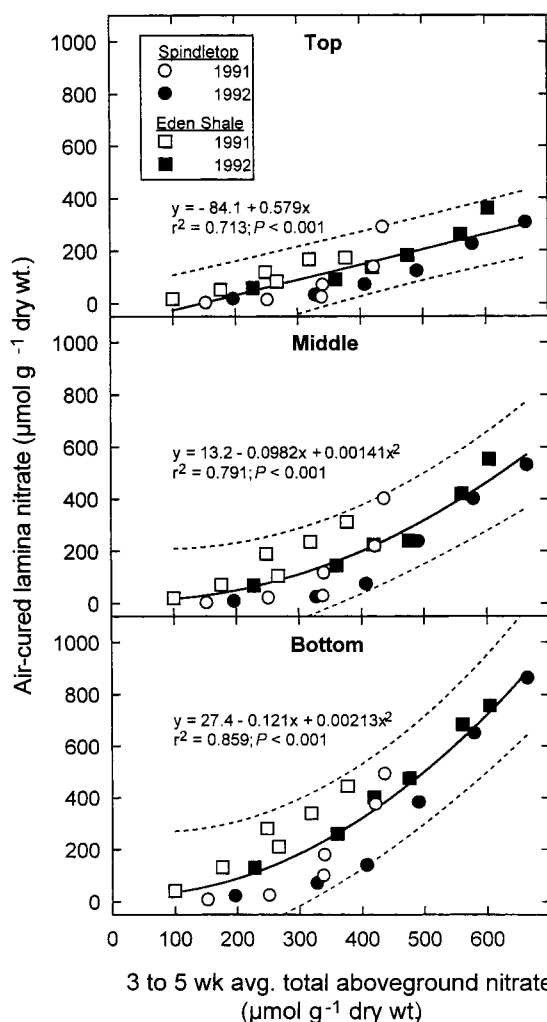 Air-cured lamina nitrate (μmol g⁻¹ dry wt.)
Top
Spindletop
1991
1992
Eden Shale
1991
1992
y = - 84.1 + 0.579x
r² = 0.713; P < 0.001
1000
800
600
400
200
0
Middle
y = 13.2 - 0.0982x + 0.00141x²
r² = 0.791; P < 0.001
1000
800
600
400
200
0
Bottom
y = 27.4 - 0.121x + 0.00213x²
r² = 0.859; P < 0.001
1000
800
600
400
200
0
0 100 200 300 400 500 600
3 to 5 wk avg. total aboveground nitrate
(μmol g⁻¹ dry wt.)